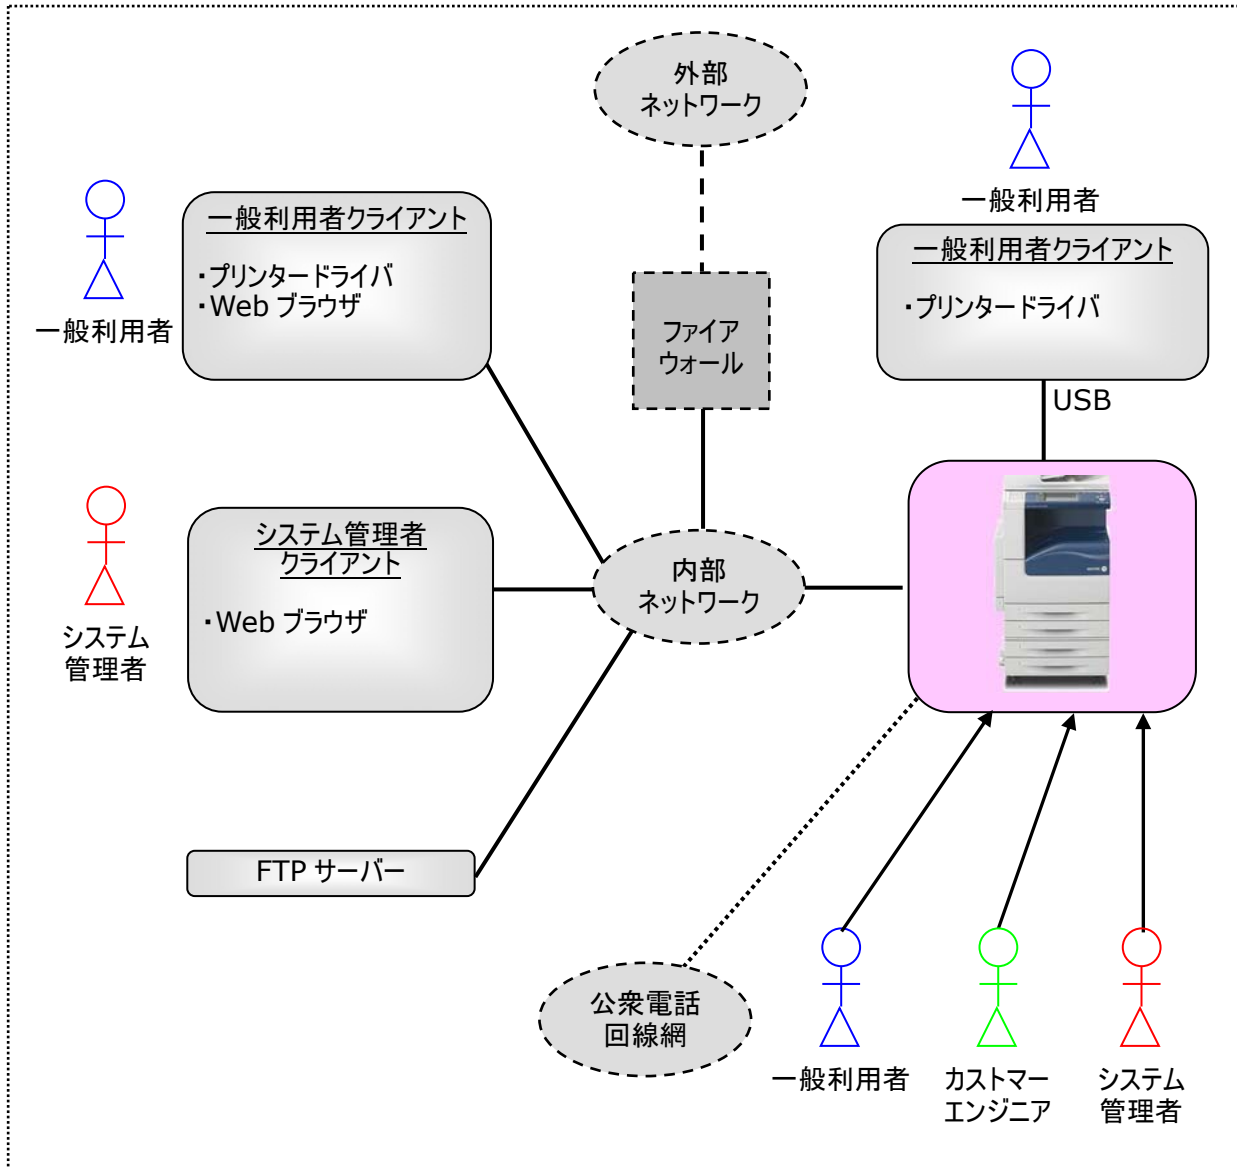 外部
ネットワーク
一般利用者
一般利用者クライアント
・プリンタードライバ
・Web ブラウザ
一般利用者
一般利用者クライアント
・プリンタードライバ
ファイア
ウォール
USB
システム管理者
クライアント
・Web ブラウザ
システム
管理者
内部
ネットワーク
FTP サーバー
公衆電話
回線網
一般利用者
カストマー
エンジニア
システム
管理者